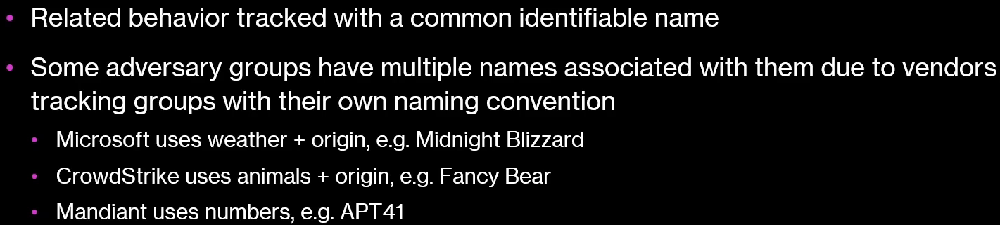 • Related behavior tracked with a common identifiable name
• Some adversary groups have multiple names associated with them due to vendors
tracking groups with their own naming convention
• Microsoft uses weather + origin, e.g. Midnight Blizzard
• CrowdStrike uses animals + origin, e.g. Fancy Bear
• Mandiant uses numbers, e.g. APT41